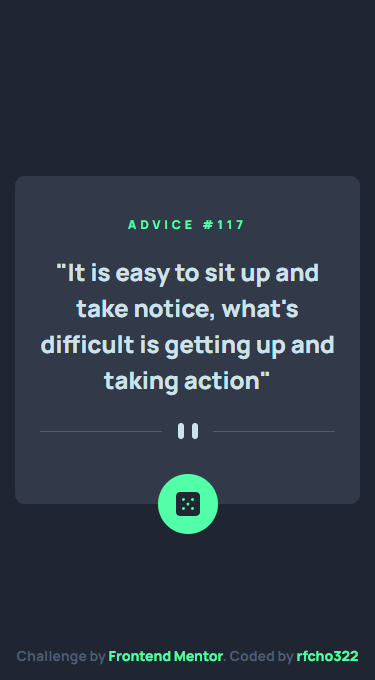 ADVICE #117
"It is easy to sit up and
take notice, what's
difficult is getting up and
taking action"
Challenge by Frontend Mentor. Coded by rfcho322